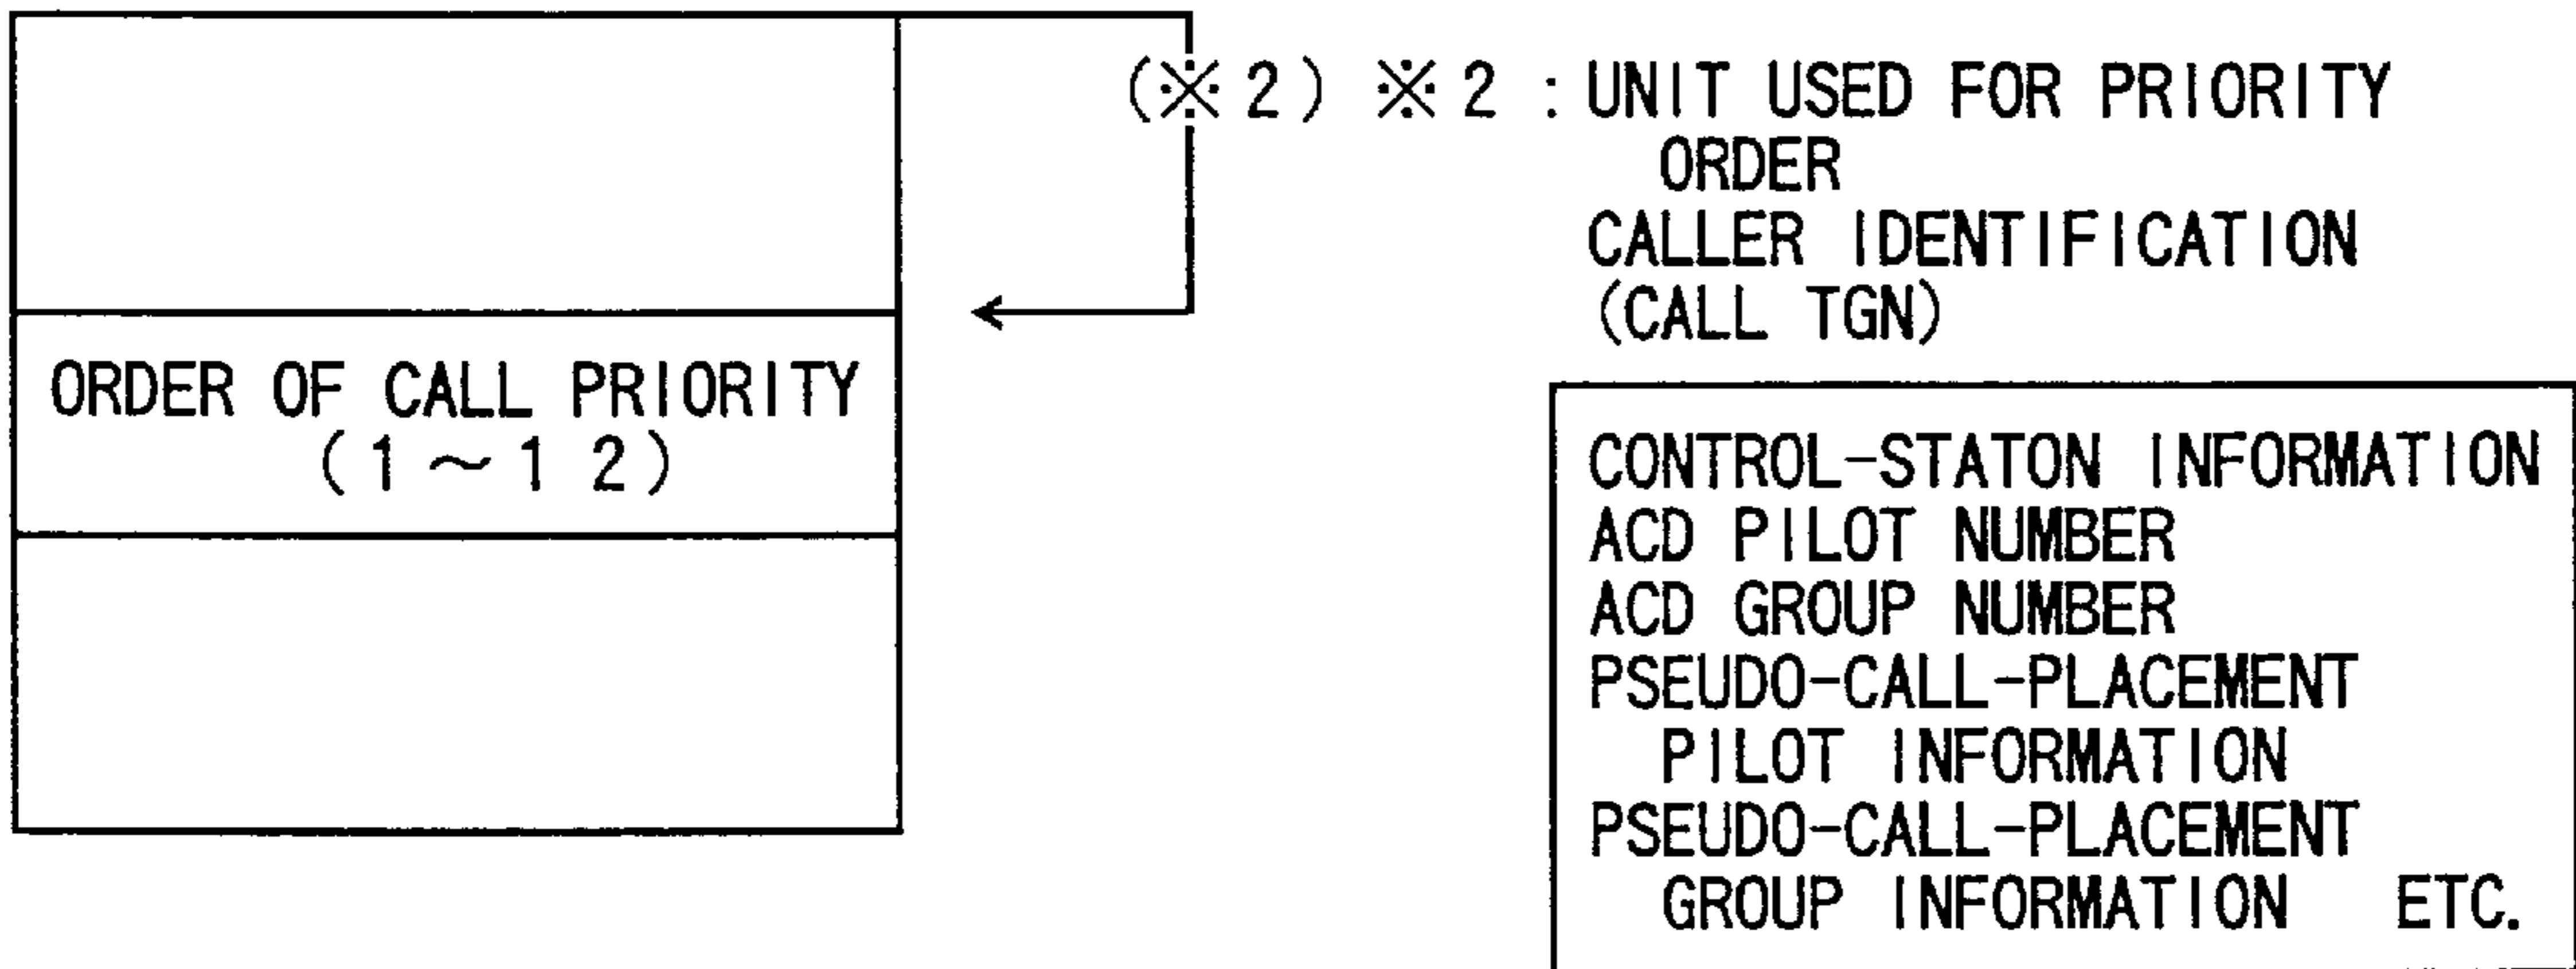 (※2) ※2 : UNIT USED FOR PRIORITY
ORDER
CALLER IDENTIFICATION
(CALL TGN)
ORDER OF CALL PRIORITY
(1～12)
CONTROL-STATON INFORMATION
ACD PILOT NUMBER
ACD GROUP NUMBER
PSEUDO-CALL-PLACEMENT
PILOT INFORMATION
PSEUDO-CALL-PLACEMENT
GROUP INFORMATION ETC.